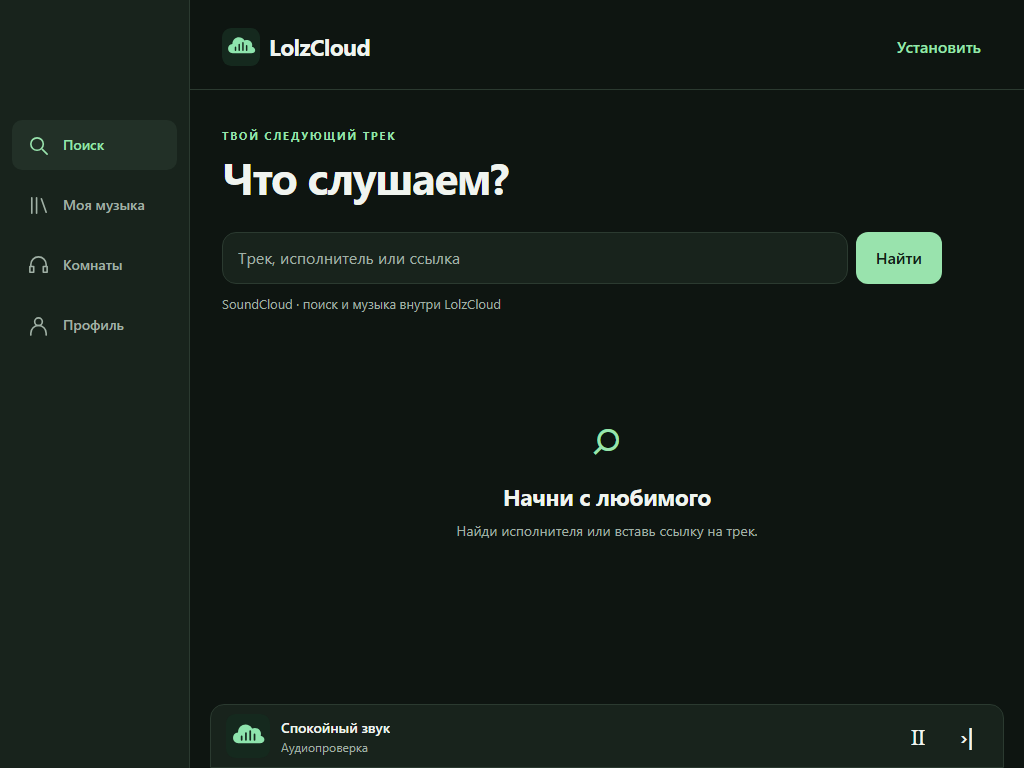 LolzCloud
Установить
Поиск
Моя музыка
Комнаты
Профиль
ТВОЙ СЛЕДУЮЩИЙ ТРЕК
Что слушаем?
Трек, исполнитель или ссылка
Найти
SoundCloud · поиск и музыка внутри LolzCloud
Начни с любимого
Найди исполнителя или вставь ссылку на трек.
Спокойный звук
Аудиопроверка